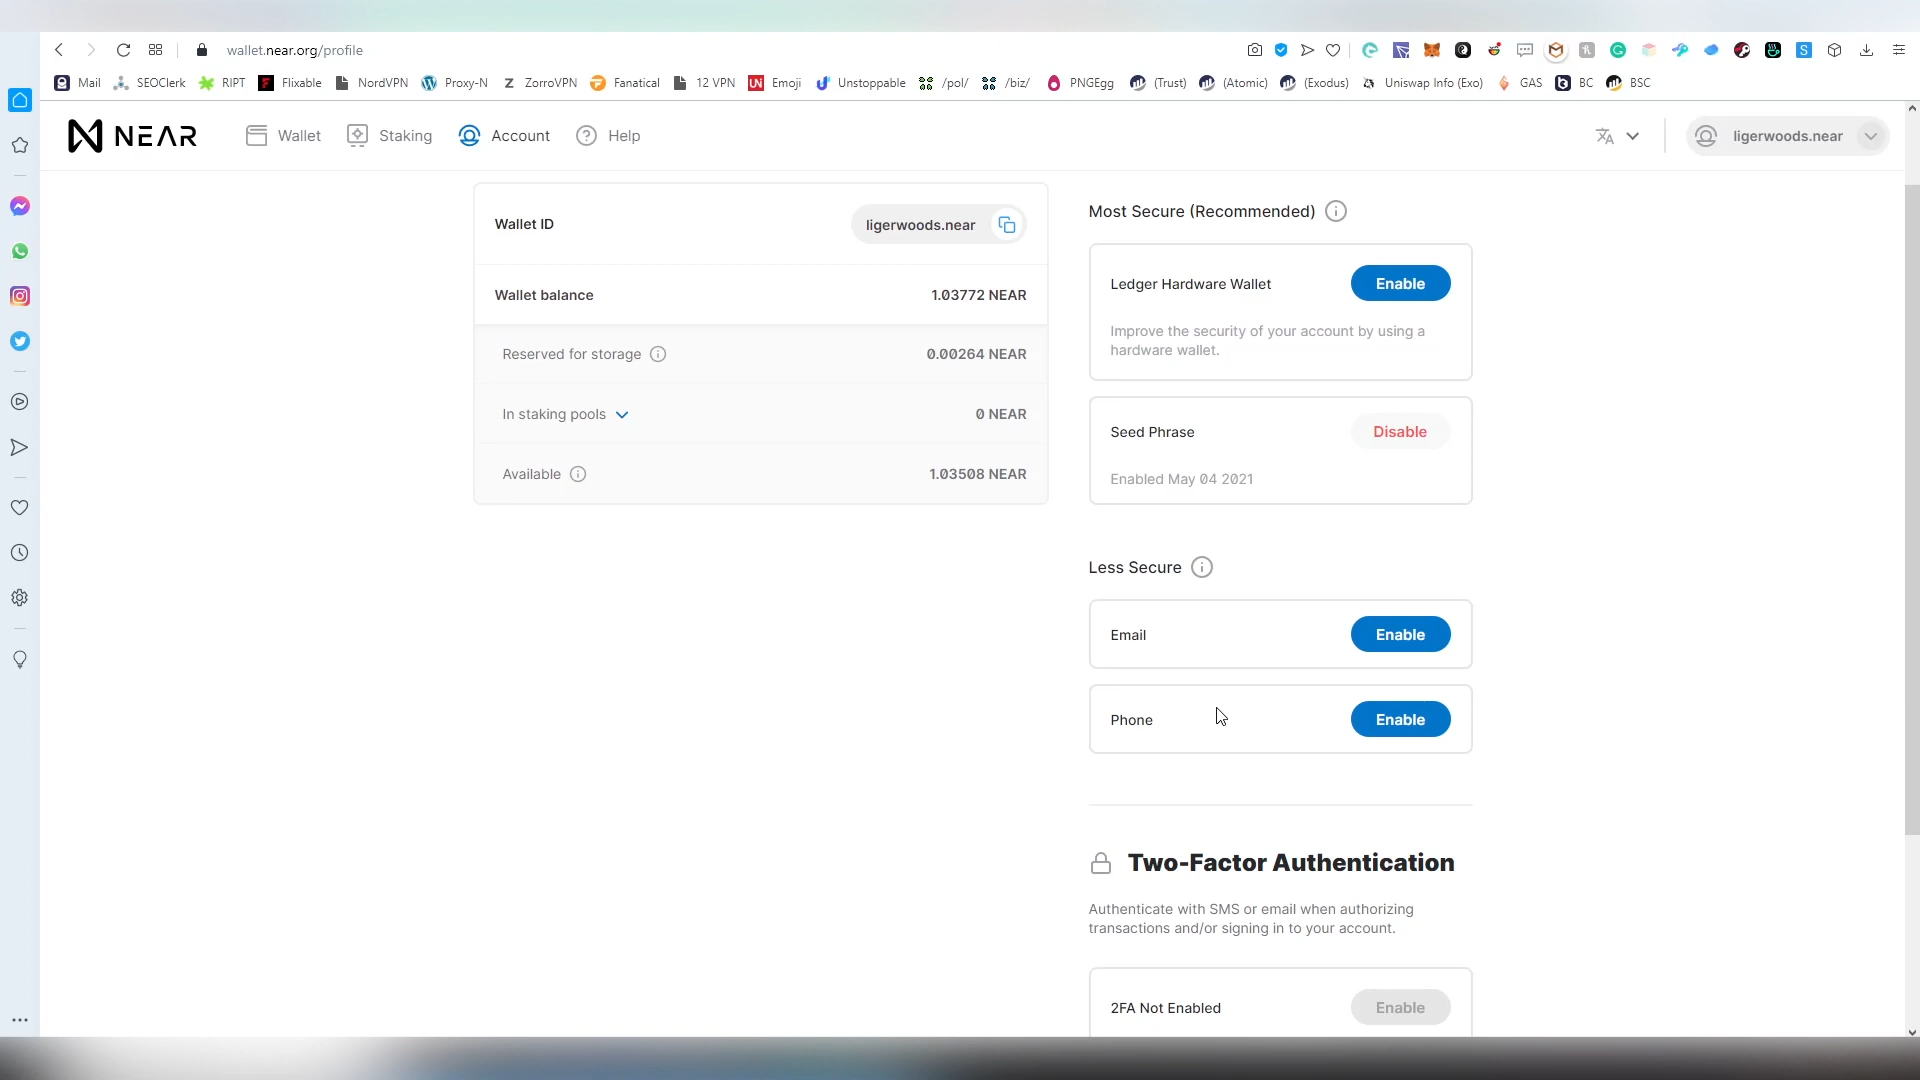 wallet.near.org/profile
Mail SEOClerk RIPT Flixable NordVPN Proxy-N ZorroVPN Fanatical 12 VPN UN Emoji Unstoppable /pol/ /biz/ PNGEgg (Trust) (Atomic) (Exodus) Uniswap Info (Exo) GAS BC BSC
NEAR Wallet Staking Account Help ligerwoods.near
Wallet ID ligerwoods.near
Wallet balance 1.03772 NEAR
Reserved for storage 0.00264 NEAR
In staking pools 0 NEAR
Available 1.03508 NEAR
Most Secure (Recommended)
Ledger Hardware Wallet Enable
Improve the security of your account by using a
hardware wallet.
Seed Phrase Disable
Enabled May 04 2021
Less Secure
Email Enable
Phone Enable
Two-Factor Authentication
Authenticate with SMS or email when authorizing
transactions and/or signing in to your account.
2FA Not Enabled Enable